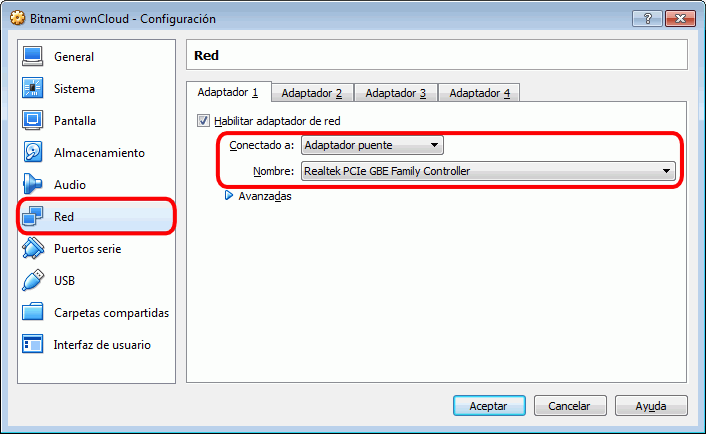 Bitnami ownCloud - Configuración
General
Sistema
Pantalla
Almacenamiento
Audio
Red
Puertos serie
USB
Carpetas compartidas
Interfaz de usuario
Red
Adaptador 1 Adaptador 2 Adaptador 3 Adaptador 4
Habilitar adaptador de red
Conectado a: Adaptador puente
Nombre: Realtek PCIe GBE Family Controller
Avanzadas
Aceptar Cancelar Ayuda